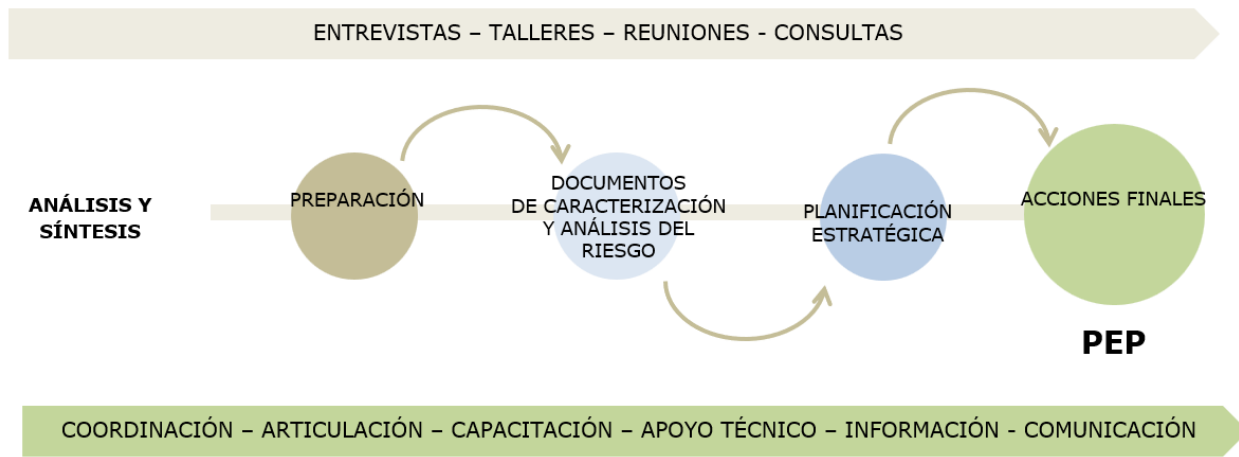 ENTREVISTAS – TALLERES – REUNIONES - CONSULTAS
ANÁLISIS Y
SÍNTESIS
PREPARACIÓN
DOCUMENTOS
DE CARACTERIZACIÓN
Y ANÁLISIS DEL
RIESGO
PLANIFICACIÓN
ESTRATÉGICA
ACCIONES FINALES
PEP
COORDINACIÓN – ARTICULACIÓN – CAPACITACIÓN – APOYO TÉCNICO – INFORMACIÓN - COMUNICACIÓN